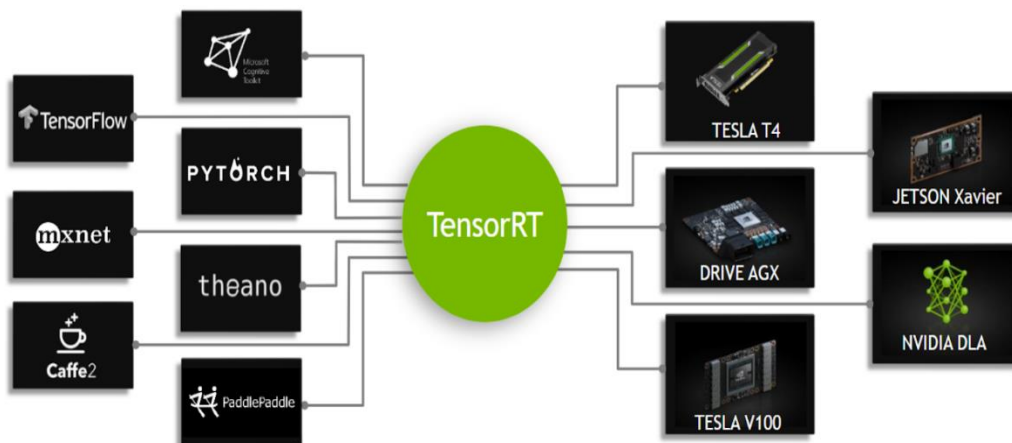 Microsoft
Cognitive
Toolkit
TensorFlow
PYTORCH
mxnet
theano
Caffe2
PaddlePaddle
TensorRT
TESLA T4
JETSON Xavier
DRIVE AGX
NVIDIA DLA
TESLA V100